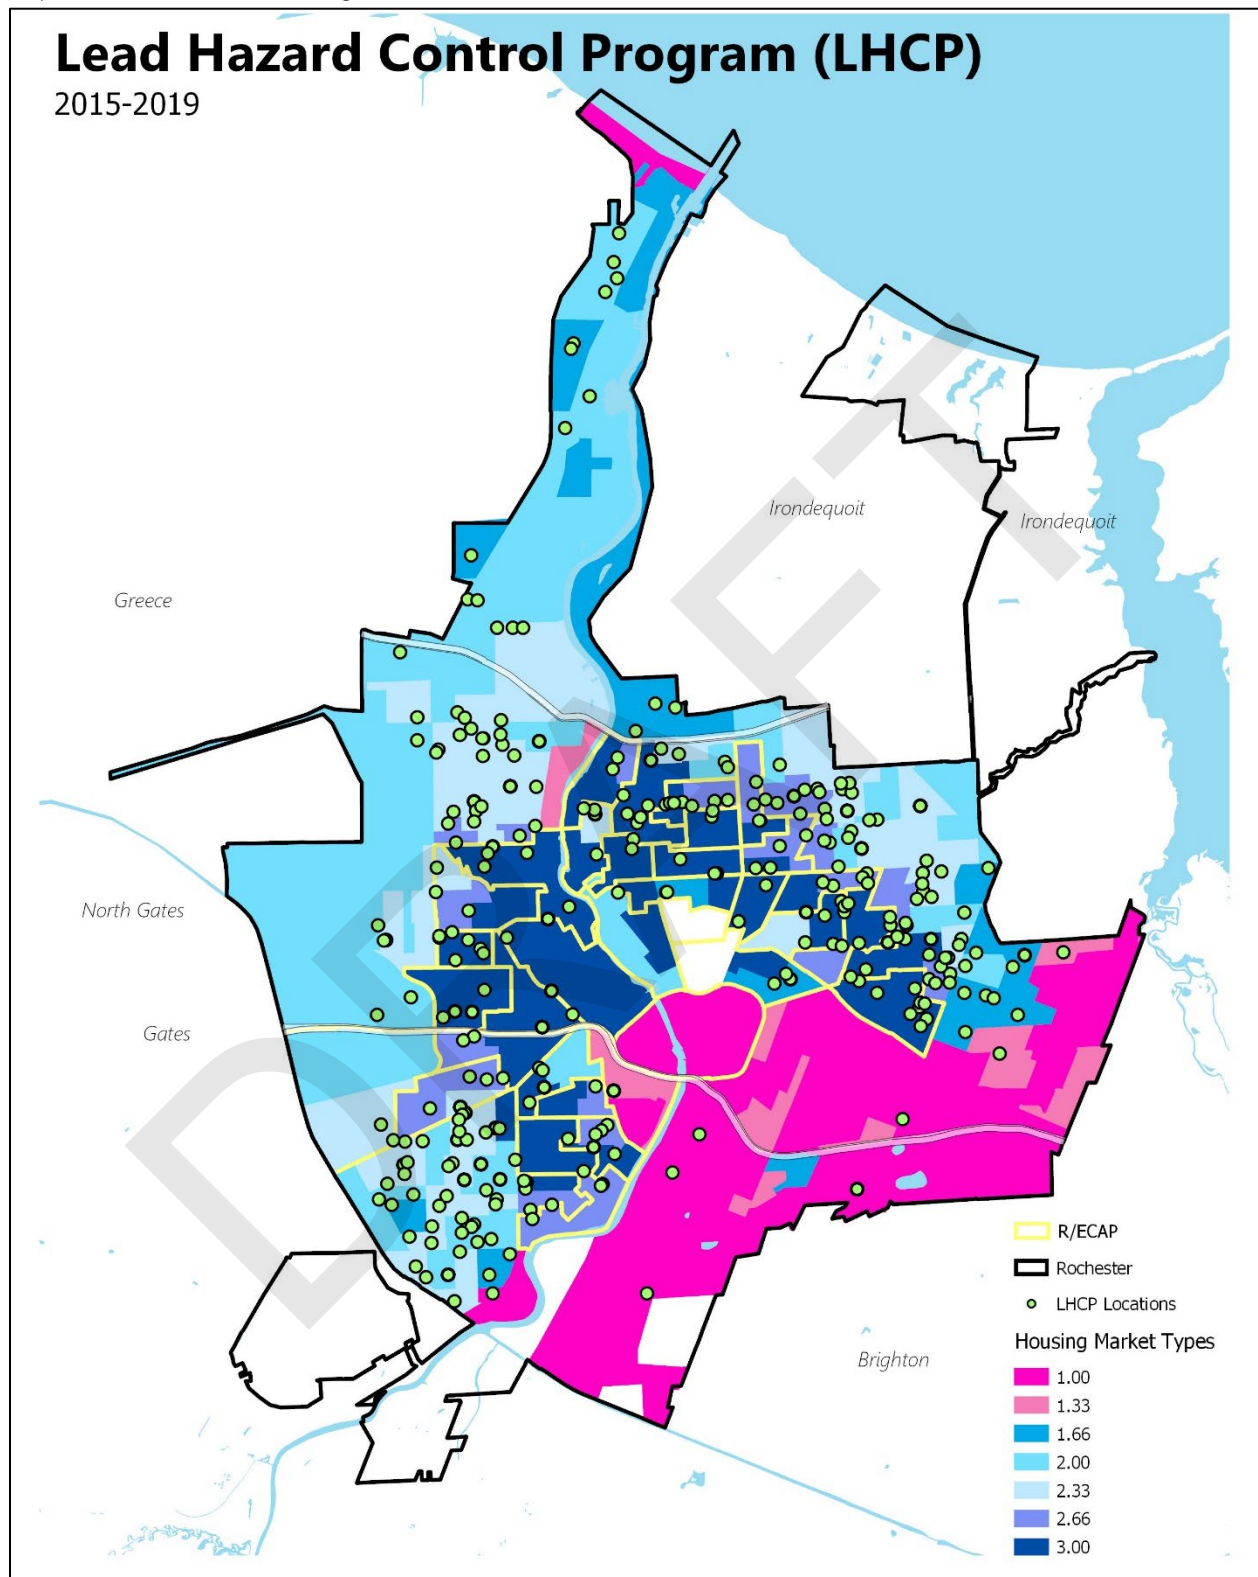 Lead Hazard Control Program (LHCP)
2015-2019
Irondequoit
Irondequoit
Greece
North Gates
Gates
Brighton
DRAFT
R/ECAP
Rochester
LHCP Locations
Housing Market Types
1.00
1.33
1.66
2.00
2.33
2.66
3.00